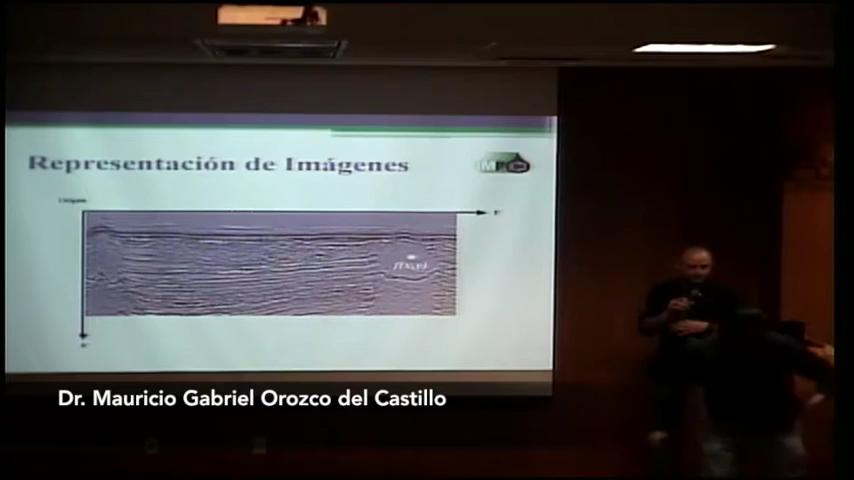 Representación de Imágenes
f(x,y)
Dr. Mauricio Gabriel Orozco del Castillo